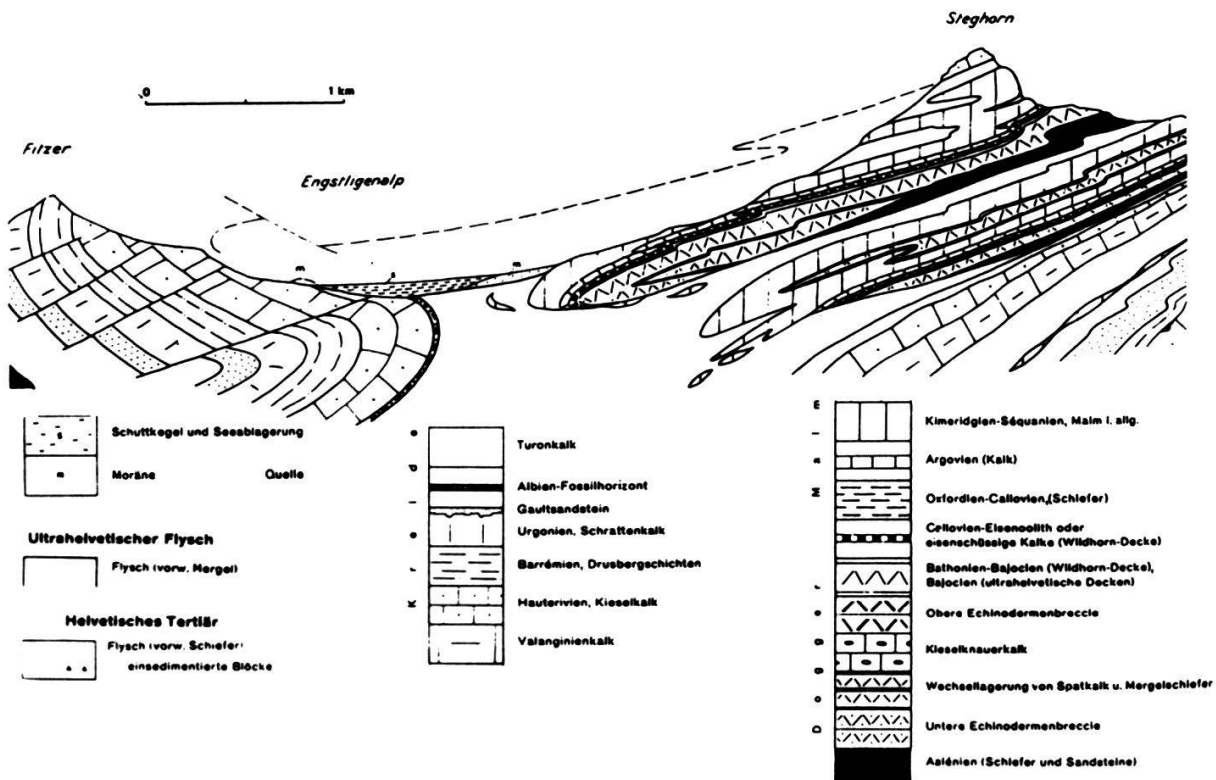 Steghorn
0 1 km
Fitzer
Engstligenalp
m s m
s Schuttkegel und Seeablagerung
m Moräne Quelle
Ultrahelvetischer Flysch
Flysch (vorw. Mergel)
Helvetisches Tertiär
Flysch (vorw. Schiefer)
einsedimentierte Blöcke
Kreide
Turonkalk
Albien-Fossilhorizont
Gaultsandstein
Urgonien, Schrattenkalk
Barrémien, Drusbergschichten
Hauterivien, Kieselkalk
Valanginienkalk
Malm
Kimeridgien-Séquanien, Malm i. allg.
Argovien (Kalk)
Oxfordien-Callovien,(Schiefer)
Callovien-Eisenoolith oder
eisenschüssige Kalke (Wildhorn-Decke)
Dogger
Bathonien-Bajocien (Wildhorn-Decke),
Bajocien (ultrahelvetische Decken)
Obere Echinodermenbreccie
Kieselknauerkalk
Wechsellagerung von Spatkalk u. Mergelschiefer
Untere Echinodermenbreccie
Aalénien (Schiefer und Sandsteine)